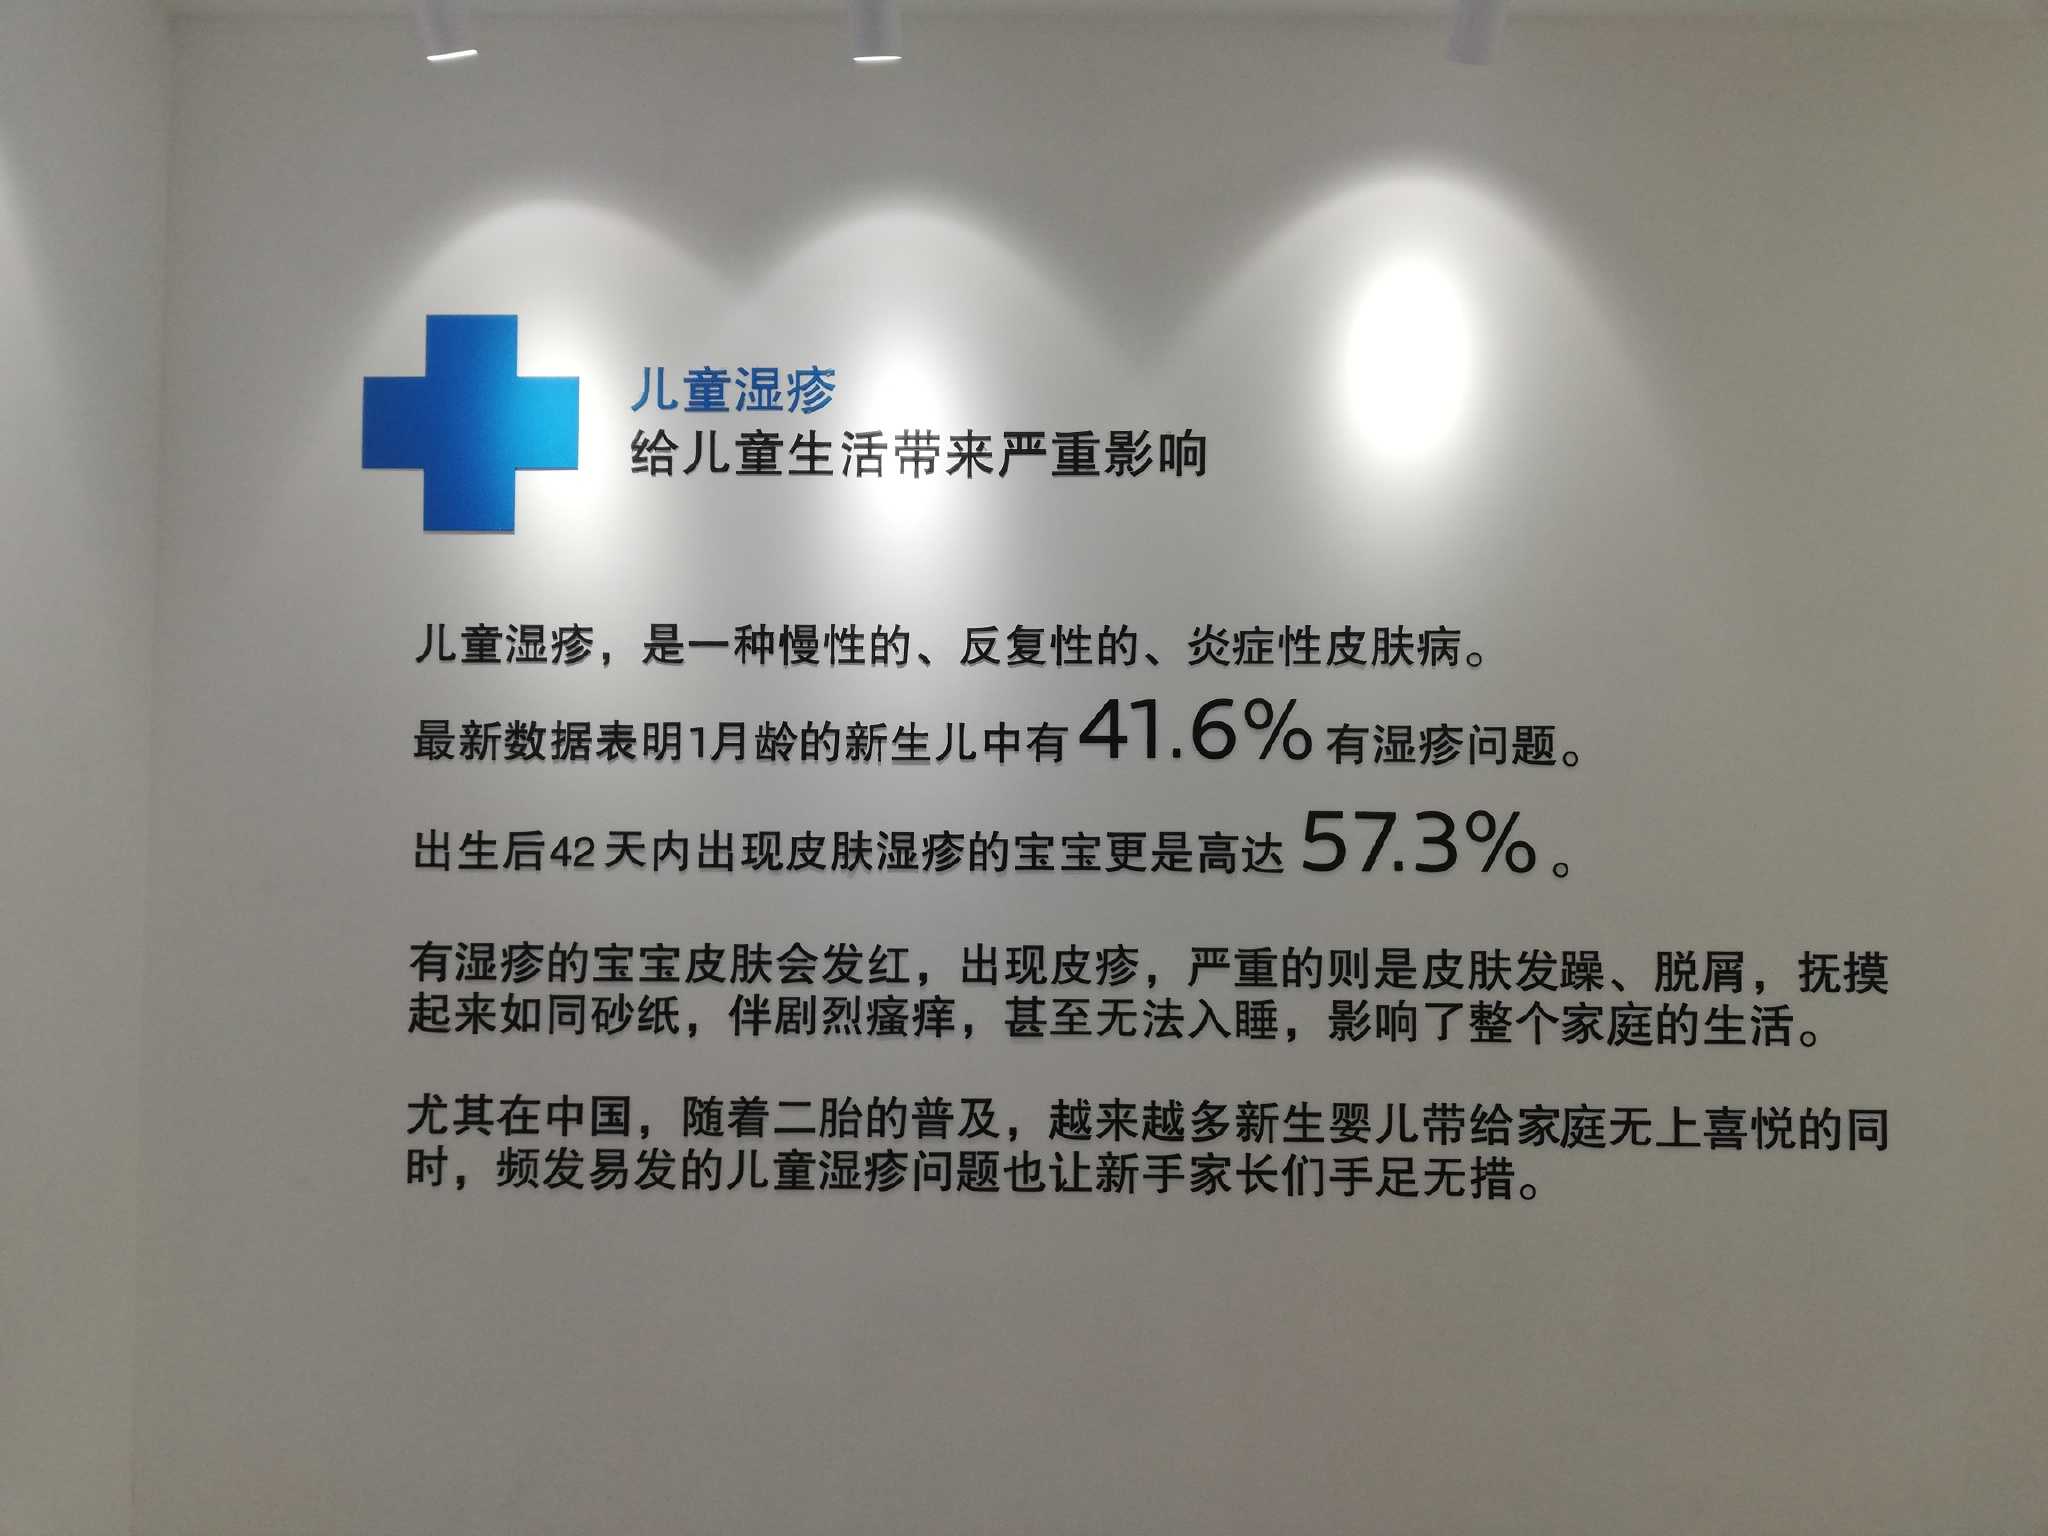 儿童湿疹
给儿童生活带来严重影响
儿童湿疹，是一种慢性的、反复性的、炎症性皮肤病。
最新数据表明1月龄的新生儿中有41.6%有湿疹问题。
出生后42天内出现皮肤湿疹的宝宝更是高达57.3%。
有湿疹的宝宝皮肤会发红，出现皮疹，严重的则是皮肤发躁、脱屑，抚摸
起来如同砂纸，伴剧烈瘙痒，甚至无法入睡，影响了整个家庭的生活。
尤其在中国，随着二胎的普及，越来越多新生婴儿带给家庭无上喜悦的同
时，频发易发的儿童湿疹问题也让新手家长们手足无措。